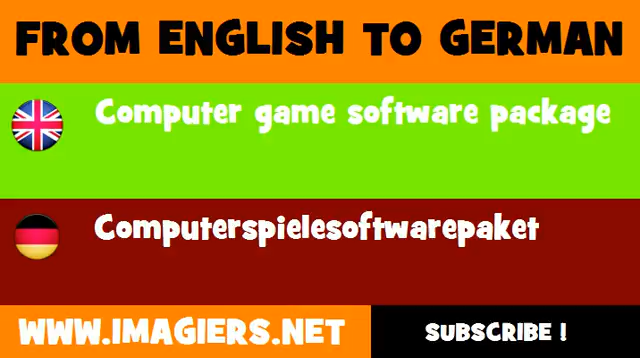 FROM ENGLISH TO GERMAN
Computer game software package
Computerspielesoftwarepaket
WWW.IMAGIERS.NET
SUBSCRIBE !